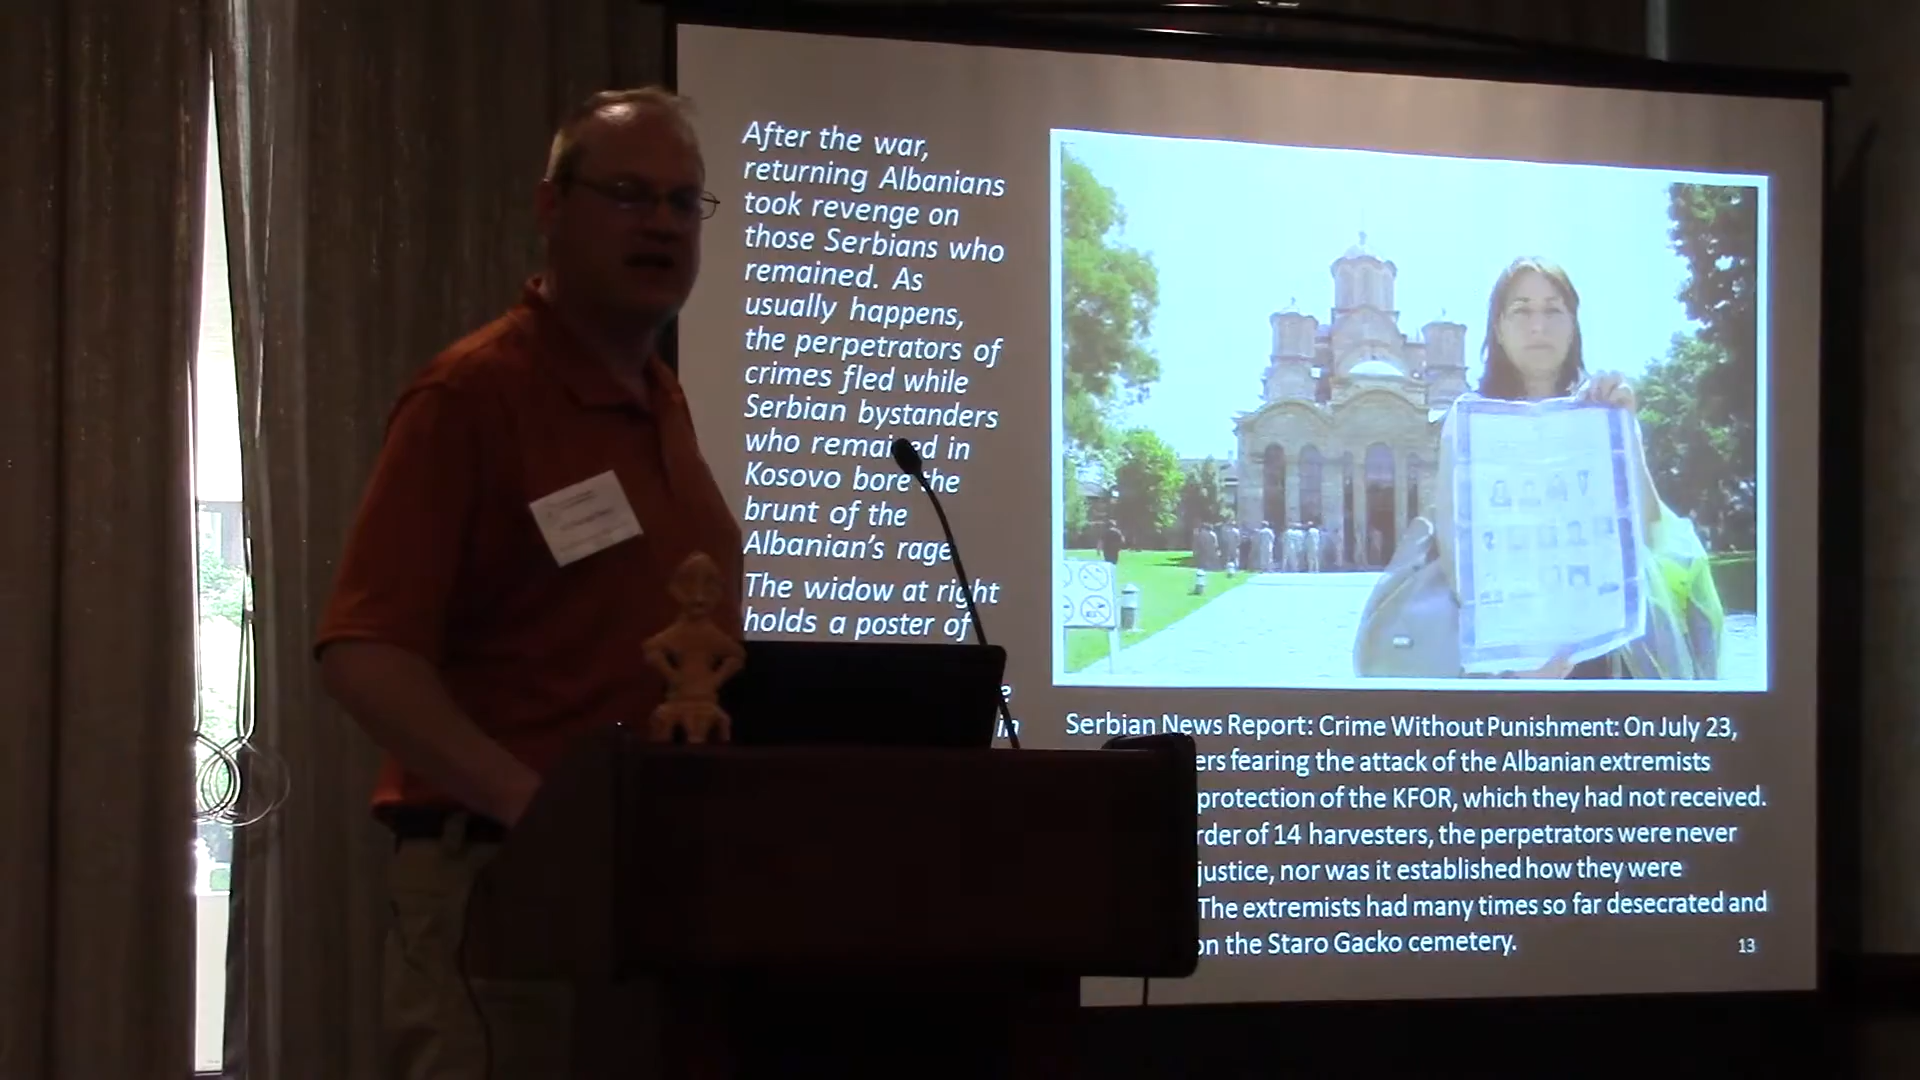 After the war,
returning Albanians
took revenge on
those Serbians who
remained. As
usually happens,
the perpetrators of
crimes fled while
Serbian bystanders
who remained in
Kosovo bore the
brunt of the
Albanian's rage
The widow at right
holds a poster of
in
Serbian News Report: Crime Without Punishment: On July 23,
fearing the attack of the Albanian extremists
protection of the KFOR, which they had not received.
of 14 harvesters, the perpetrators were never
justice, nor was it established how they were
The extremists had many times so far desecrated and
on the Staro Gacko cemetery.
13